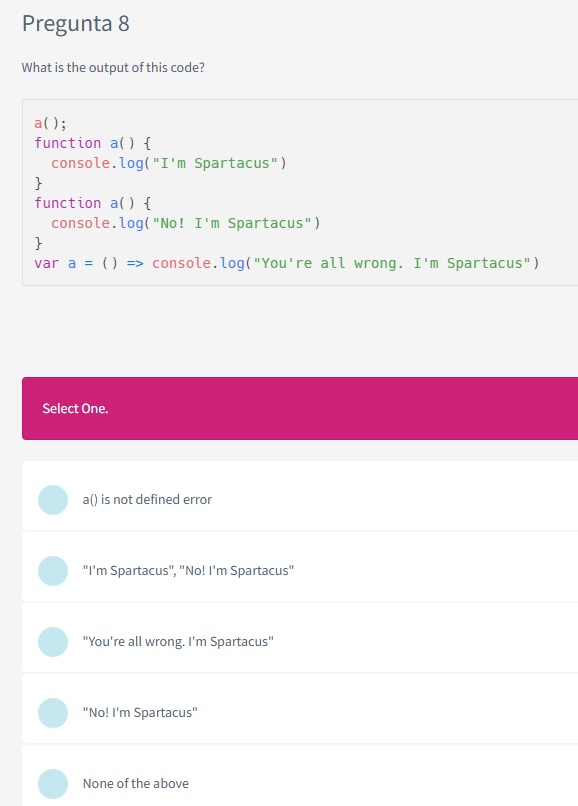 Pregunta 8
What is the output of this code?
a();
function a() {
  console.log("I'm Spartacus")
}
function a() {
  console.log("No! I'm Spartacus")
}
var a = () => console.log("You're all wrong. I'm Spartacus")
Select One.
a() is not defined error
"I'm Spartacus", "No! I'm Spartacus"
"You're all wrong. I'm Spartacus"
"No! I'm Spartacus"
None of the above